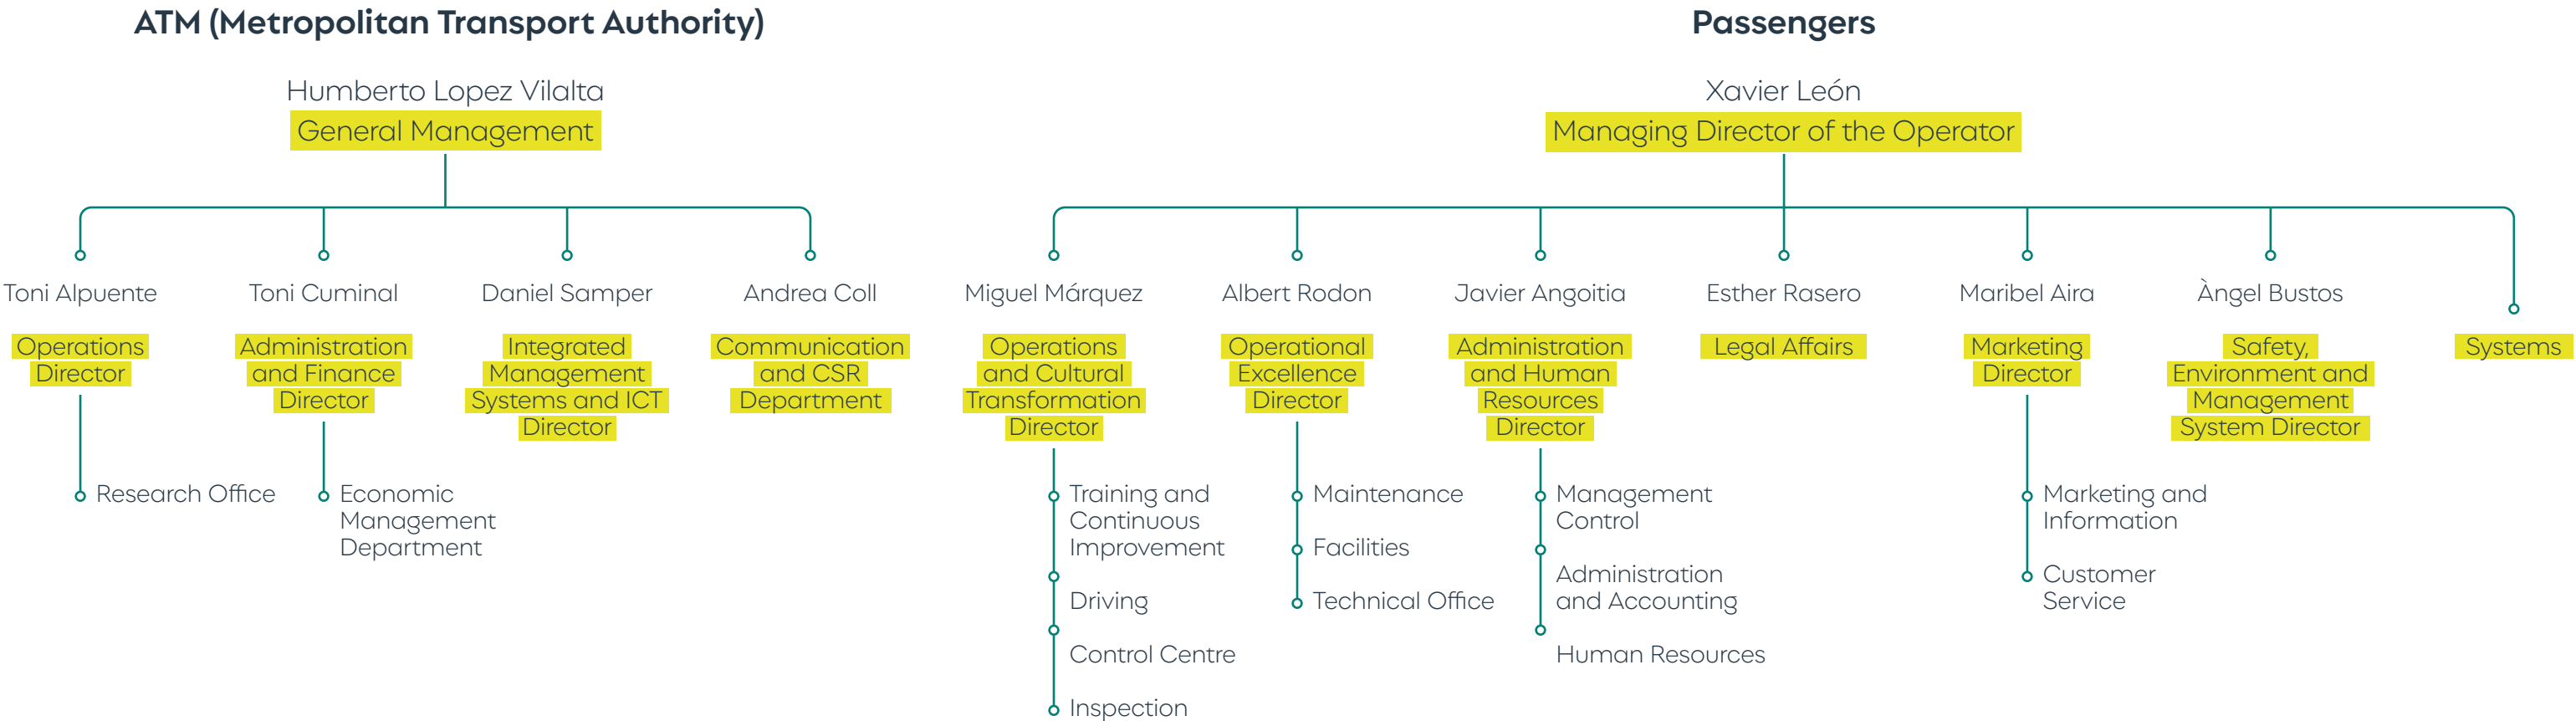 ATM (Metropolitan Transport Authority)
Humberto Lopez Vilalta
General Management
Toni Alpuente
Operations
Director
Research Office
Toni Cuminal
Administration
and Finance
Director
Economic
Management
Department
Daniel Samper
Integrated
Management
Systems and ICT
Director
Andrea Coll
Communication
and CSR
Department
Passengers
Xavier León
Managing Director of the Operator
Miguel Márquez
Operations
and Cultural
Transformation
Director
Training and
Continuous
Improvement
Driving
Control Centre
Inspection
Albert Rodon
Operational
Excellence
Director
Maintenance
Facilities
Technical Office
Javier Angoitia
Administration
and Human
Resources
Director
Management
Control
Administration
and Accounting
Human Resources
Esther Rasero
Legal Affairs
Maribel Aira
Marketing
Director
Marketing and
Information
Customer
Service
Àngel Bustos
Safety,
Environment and
Management
System Director
Systems